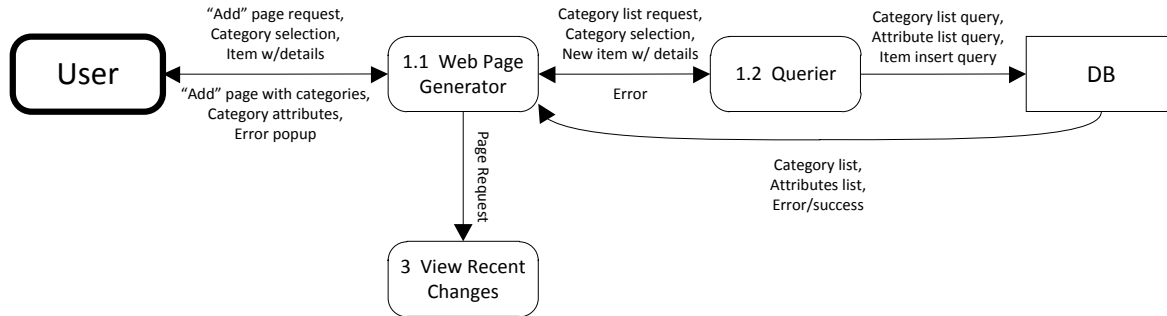 “Add” page request,
Category selection,
Item w/details
User
“Add” page with categories,
Category attributes,
Error popup
1.1  Web Page
Generator
Category list request,
Category selection,
New item w/ details
Error
1.2  Querier
Category list query,
Attribute list query,
Item insert query
DB
Category list,
Attributes list,
Error/success
Page Request
3  View Recent
Changes